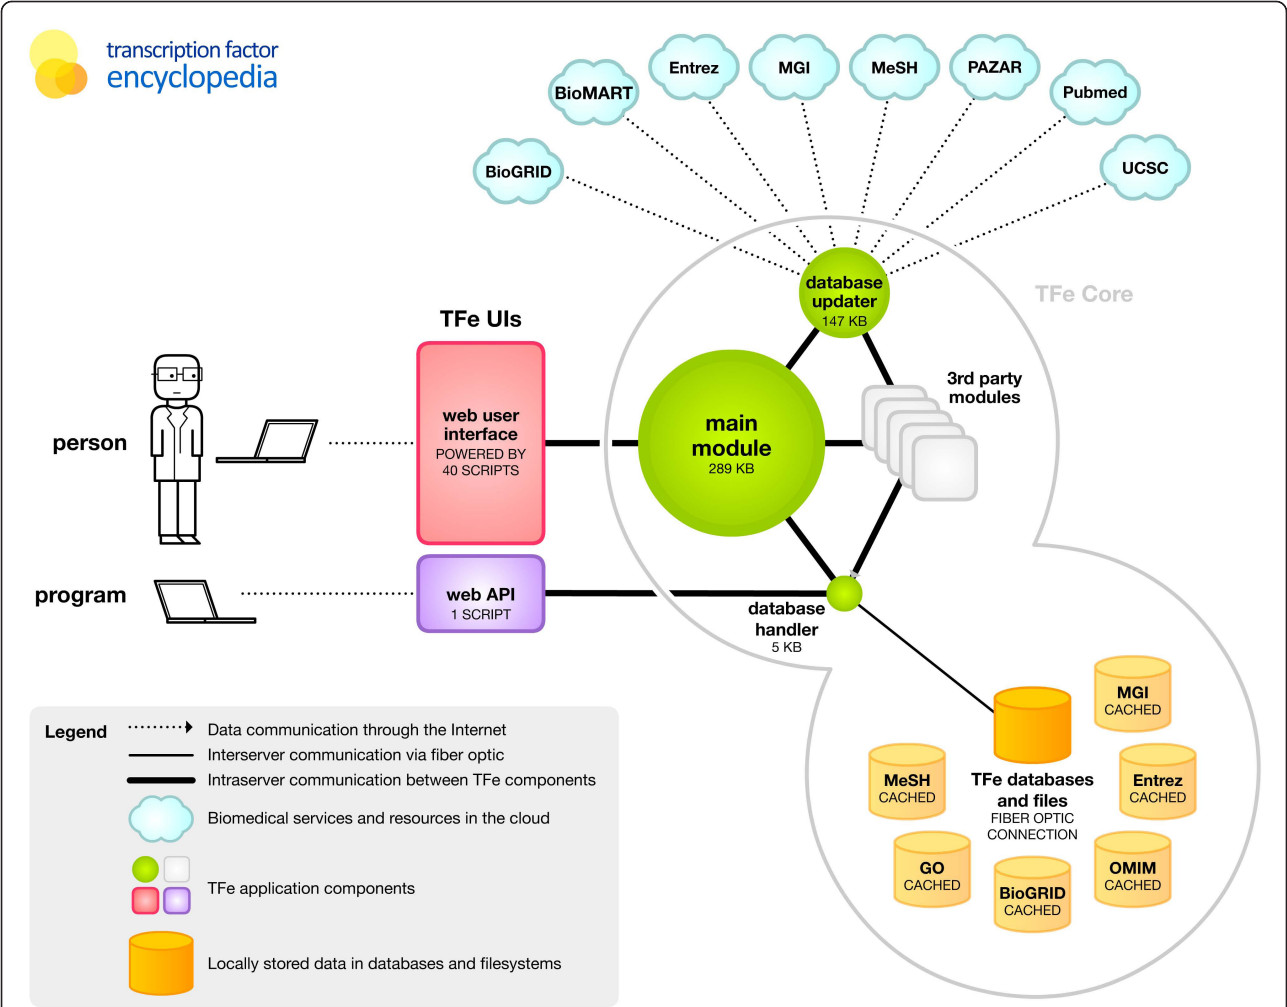 transcription factor
encyclopedia
BioGRID
BioMART
Entrez
MGI
MeSH
PAZAR
Pubmed
UCSC
TFe Core
database
updater
147 KB
TFe UIs
3rd party
modules
person
web user
interface
POWERED BY
40 SCRIPTS
main
module
289 KB
program
web API
1 SCRIPT
database
handler
5 KB
MGI
CACHED
MeSH
CACHED
TFe databases
and files
FIBER OPTIC
CONNECTION
Entrez
CACHED
GO
CACHED
BioGRID
CACHED
OMIM
CACHED
Legend
Data communication through the Internet
Interserver communication via fiber optic
Intraserver communication between TFe components
Biomedical services and resources in the cloud
TFe application components
Locally stored data in databases and filesystems